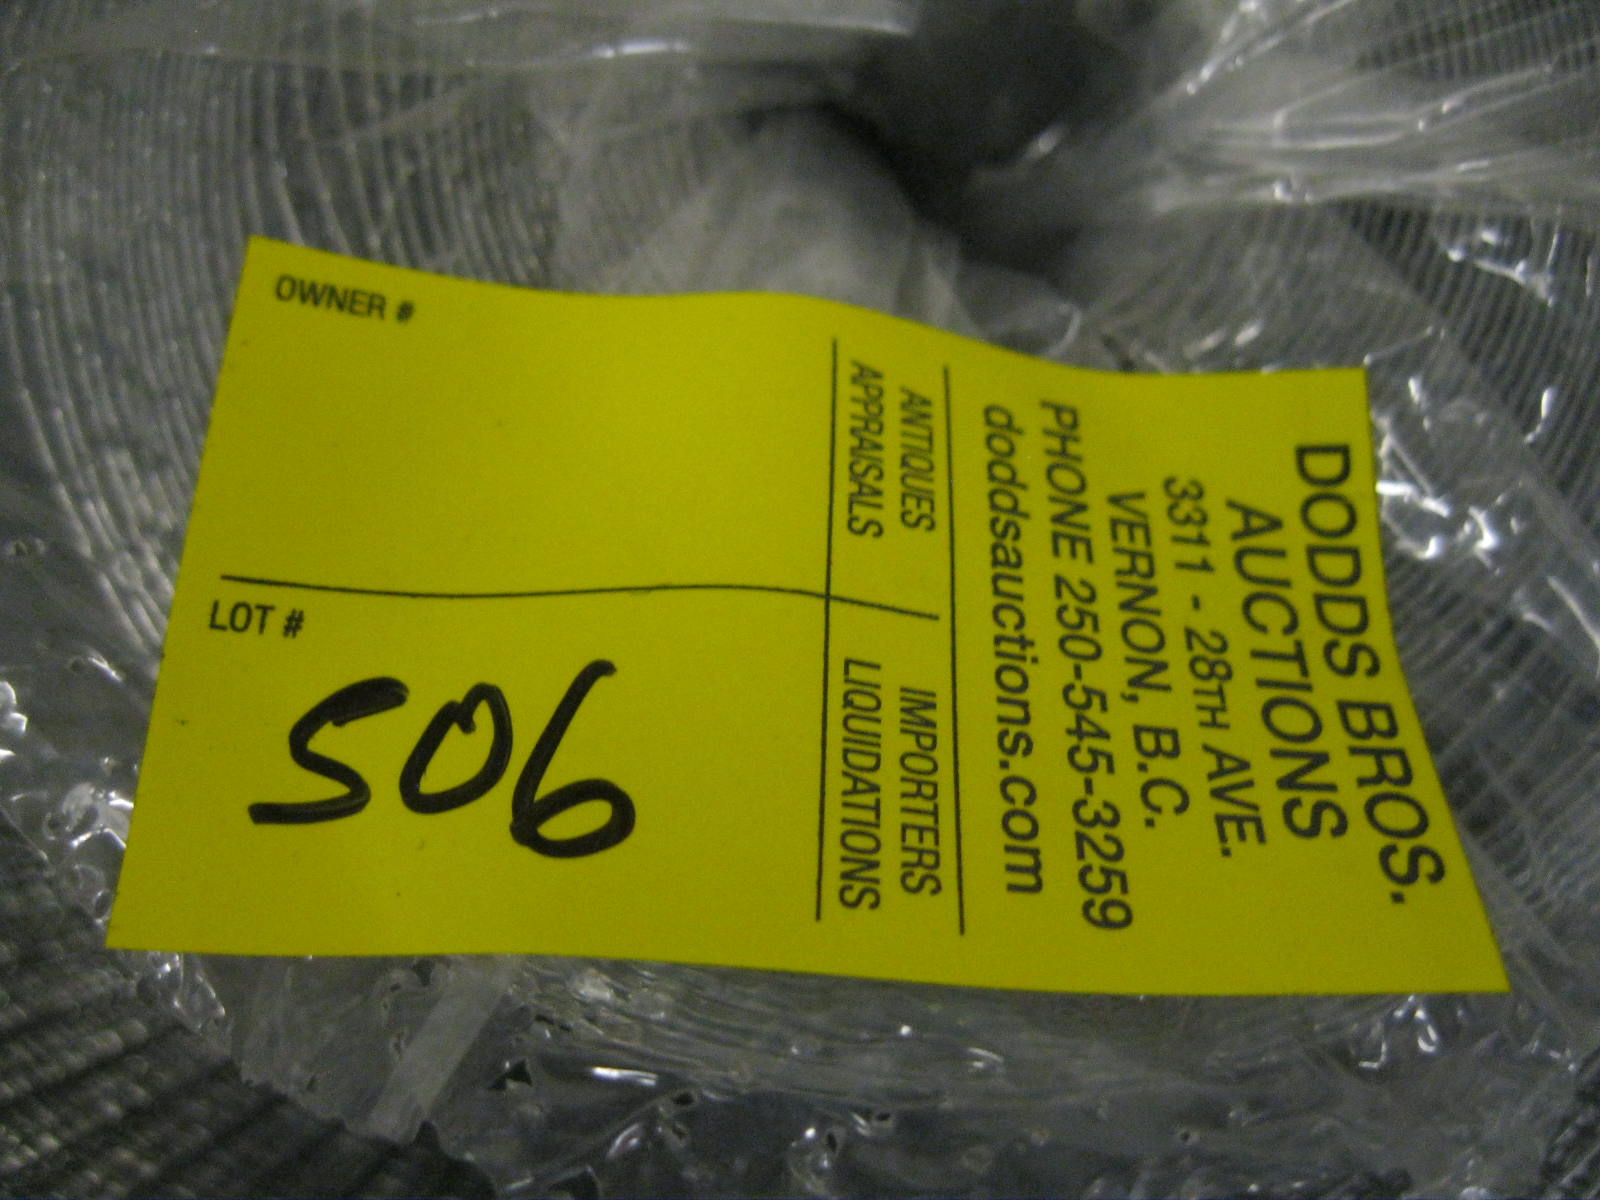 DODDS BROS.
AUCTIONS
3311 - 28TH AVE.
VERNON, B.C.
PHONE 250-545-3259
doddsauctions.com
ANTIQUES IMPORTERS
APPRAISALS LIQUIDATIONS
OWNER #
LOT #
506